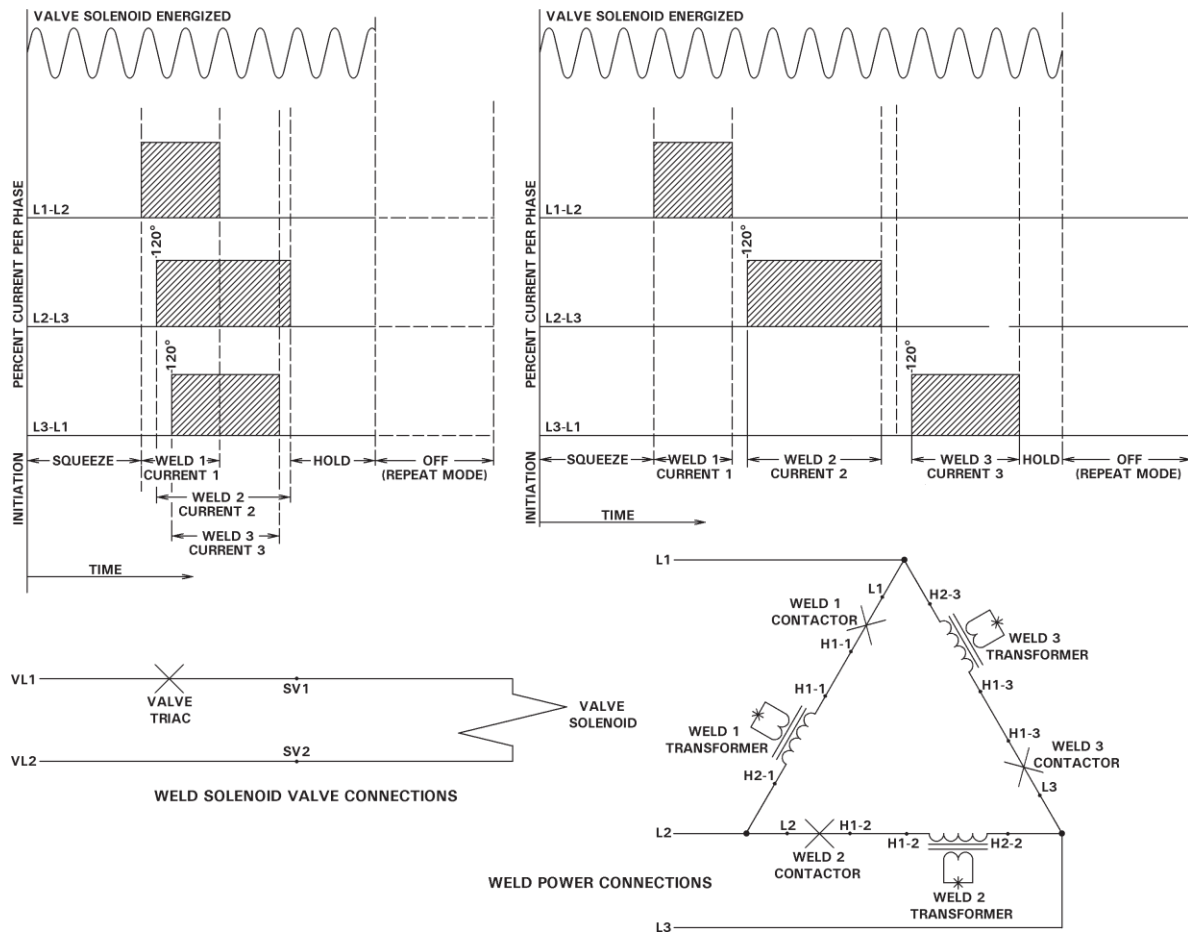 VALVE SOLENOID ENERGIZED
PERCENT CURRENT PER PHASE
INITIATION
L1-L2
120°
L2-L3
120°
L3-L1
SQUEEZE
WELD 1
CURRENT 1
HOLD
OFF
(REPEAT MODE)
WELD 2
CURRENT 2
WELD 3
CURRENT 3
TIME
VALVE SOLENOID ENERGIZED
PERCENT CURRENT PER PHASE
INITIATION
L1-L2
120°
L2-L3
120°
L3-L1
SQUEEZE
WELD 1
CURRENT 1
WELD 2
CURRENT 2
WELD 3
CURRENT 3
HOLD
OFF
(REPEAT MODE)
TIME
VL1
VALVE
TRIAC
SV1
VALVE
SOLENOID
VL2
SV2
WELD SOLENOID VALVE CONNECTIONS
L1
L1
WELD 1
CONTACTOR
H1-1
H1-1
WELD 1
TRANSFORMER
H2-1
H2-3
WELD 3
TRANSFORMER
H1-3
H1-3
WELD 3
CONTACTOR
L3
L2
L2
H1-2
H1-2
H2-2
WELD 2
CONTACTOR
WELD 2
TRANSFORMER
WELD POWER CONNECTIONS
L3